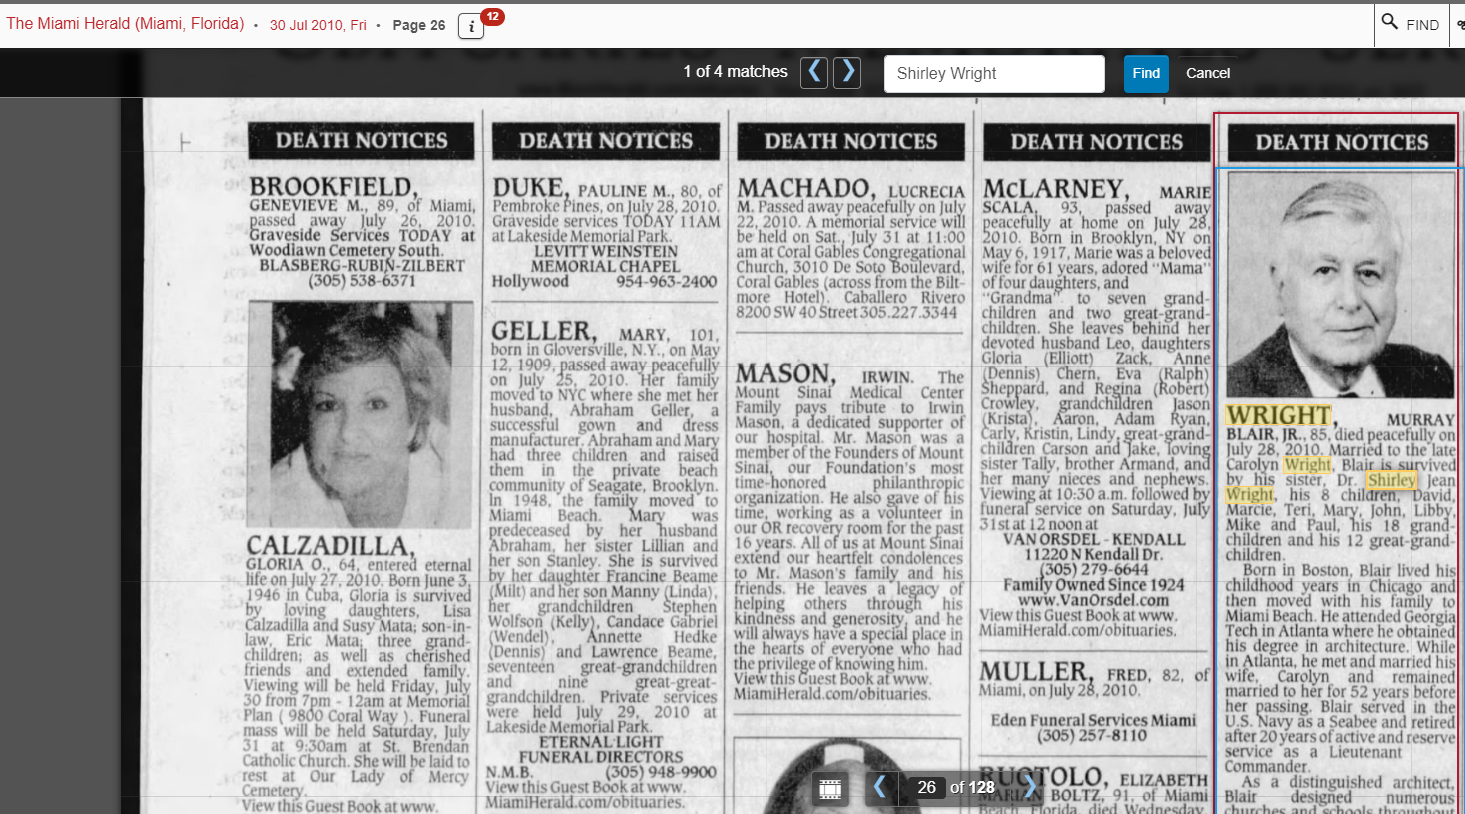 The Miami Herald (Miami, Florida) • 30 Jul 2010, Fri • Page 26 i 12
FIND
1 of 4 matches Shirley Wright Find Cancel
DEATH NOTICES
BROOKFIELD,
GENEVIEVE M., 89, of Miami,
passed away July 26, 2010.
Graveside Services TODAY at
Woodlawn Cemetery South.
BLASBERG-RUBIN-ZILBERT
(305) 538-6371
CALZADILLA,
GLORIA O., 64, entered eternal
life on July 27, 2010. Born June 3,
1946 in Cuba, Gloria is survived
by loving daughters, Lisa
Calzadilla and Susy Mata; son-in-
law, Eric Mata; three grand-
children; as well as cherished
friends and extended family.
Viewing will be held Friday, July
30 from 7pm - 12am at Memorial
Plan ( 9800 Coral Way ). Funeral
mass will be held Saturday, July
31 at 9:30am at St. Brendan
Catholic Church. She will be laid to
rest at Our Lady of Mercy
Cemetery.
View this Guest Book at www.
DEATH NOTICES
DUKE, PAULINE M., 80, of
Pembroke Pines, on July 28, 2010.
Graveside services TODAY 11AM
at Lakeside Memorial Park.
LEVITT WEINSTEIN
MEMORIAL CHAPEL
Hollywood 954-963-2400
GELLER, MARY, 101,
born in Gloversville, N.Y., on May
12, 1909, passed away peacefully
on July 25, 2010. Her family
moved to NYC where she met her
husband, Abraham Geller, a
successful gown and dress
manufacturer. Abraham and Mary
had three children and raised
them in the private beach
community of Seagate, Brooklyn.
In 1948, the family moved to
Miami Beach. Mary was
predeceased by her husband
Abraham, her sister Lillian and
her son Stanley. She is survived
by her daughter Francine Beame
(Milt) and her son Manny (Linda),
her grandchildren Stephen
Wolfson (Kelly), Candace Gabriel
(Wendel), Annette Hedke
(Dennis) and Lawrence Beame,
seventeen great-grandchildren
and nine great-great-
grandchildren. Private services
were held July 29, 2010 at
Lakeside Memorial Park.
ETERNAL LIGHT
FUNERAL DIRECTORS
N.M.B. (305) 948-9900
View this Guest Book at www.
MiamiHerald.com/obituaries.
DEATH NOTICES
MACHADO, LUCRECIA
M. Passed away peacefully on July
22, 2010. A memorial service will
be held on Sat., July 31 at 11:00
am at Coral Gables Congregational
Church, 3010 De Soto Boulevard,
Coral Gables (across from the Bilt-
more Hotel). Caballero Rivero
8200 SW 40 Street 305.227.3344
MASON, IRWIN. The
Mount Sinai Medical Center
Family pays tribute to Irwin
Mason, a dedicated supporter of
our hospital. Mr. Mason was a
member of the Founders of Mount
Sinai, our Foundation's most
time-honored philanthropic
organization. He also gave of his
time, working as a volunteer in
our OR recovery room for the past
16 years. All of us at Mount Sinai
extend our heartfelt condolences
to Mr. Mason's family and his
friends. He leaves a legacy of
helping others through his
kindness and generosity, and he
will always have a special place in
the hearts of everyone who had
the privilege of knowing him.
View this Guest Book at www.
MiamiHerald.com/obituaries.
DEATH NOTICES
McLARNEY, MARIE
SCALA, 93, passed away
peacefully at home on July 28,
2010. Born in Brooklyn, NY on
May 6, 1917, Marie was a beloved
wife for 61 years, adored "Mama"
of four daughters, and
"Grandma" to seven grand-
children and two great-grand-
children. She leaves behind her
devoted husband Leo, daughters
Gloria (Elliott) Zack, Anne
(Dennis) Chern, Eva (Ralph)
Sheppard, and Regina (Robert)
Crowley, grandchildren Jason
(Krista), Aaron, Adam Ryan,
Carly, Kristin, Lindy, great-grand-
children Carson and Jake, loving
sister Tally, brother Armand, and
her many nieces and nephews.
Viewing at 10:30 a.m. followed by
funeral service on Saturday, July
31st at 12 noon at
VAN ORSDEL - KENDALL
11220 N Kendall Dr.
(305) 279-6644
Family Owned Since 1924
www.VanOrsdel.com
View this Guest Book at www.
MiamiHerald.com/obituaries.
MULLER, FRED, 82, of
Miami, on July 28, 2010.
Eden Funeral Services Miami
(305) 257-8110
RUOTOLO, ELIZABETH
MARIAN BOLTZ, 91, of Miami
Beach, Florida, died Wednesday,
DEATH NOTICES
WRIGHT, MURRAY
BLAIR, JR., 85, died peacefully on
July 28, 2010. Married to the late
Carolyn Wright, Blair is survived
by his sister, Dr. Shirley Jean
Wright, his 8 children, David,
Marcie, Teri, Mary, John, Libby,
Mike and Paul, his 18 grand-
children and his 12 great-grand-
children.
Born in Boston, Blair lived his
childhood years in Chicago and
then moved with his family to
Miami Beach. He attended Georgia
Tech in Atlanta where he obtained
his degree in architecture. While
in Atlanta, he met and married his
wife, Carolyn and remained
married to her for 52 years before
her passing. Blair served in the
U.S. Navy as a Seabee and retired
after 20 years of active and reserve
service as a Lieutenant
Commander.
As a distinguished architect,
Blair designed numerous
churches and schools throughout
26 of 128